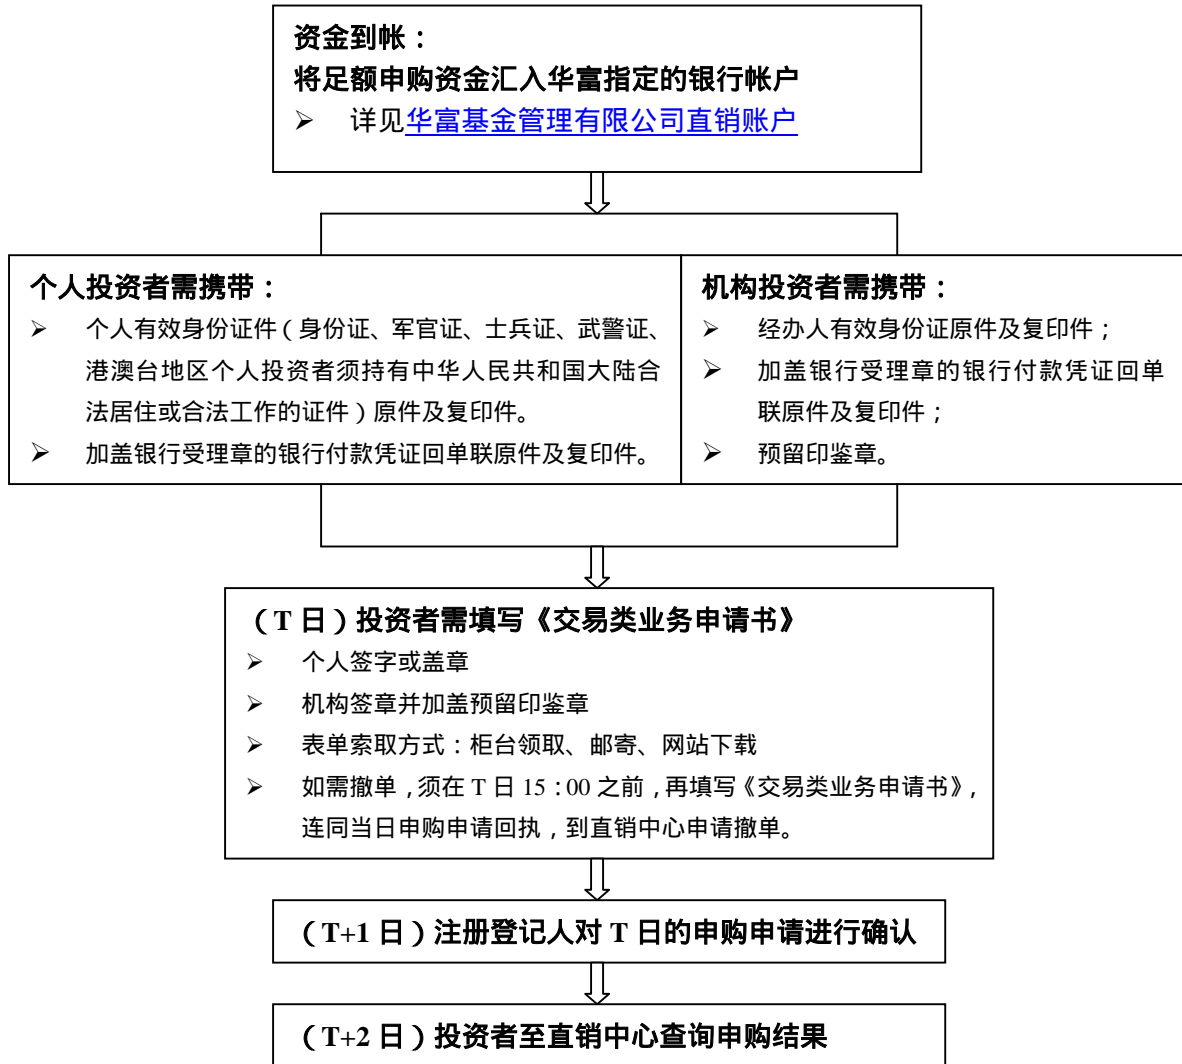 资金到帐：
将足额申购资金汇入华富指定的银行帐户
➢ 详见华富基金管理有限公司直销账户
个人投资者需携带：
➢ 个人有效身份证件（身份证、军官证、士兵证、武警证、
港澳台地区个人投资者须持有中华人民共和国大陆合
法居住或合法工作的证件）原件及复印件。
➢ 加盖银行受理章的银行付款凭证回单联原件及复印件。
机构投资者需携带：
➢ 经办人有效身份证原件及复印件；
➢ 加盖银行受理章的银行付款凭证回单
联原件及复印件；
➢ 预留印鉴章。
（T 日）投资者需填写《交易类业务申请书》
➢ 个人签字或盖章
➢ 机构签章并加盖预留印鉴章
➢ 表单索取方式：柜台领取、邮寄、网站下载
➢ 如需撤单，须在 T 日 15：00 之前，再填写《交易类业务申请书》，
连同当日申购申请回执，到直销中心申请撤单。
（T+1 日）注册登记人对 T 日的申购申请进行确认
（T+2 日）投资者至直销中心查询申购结果